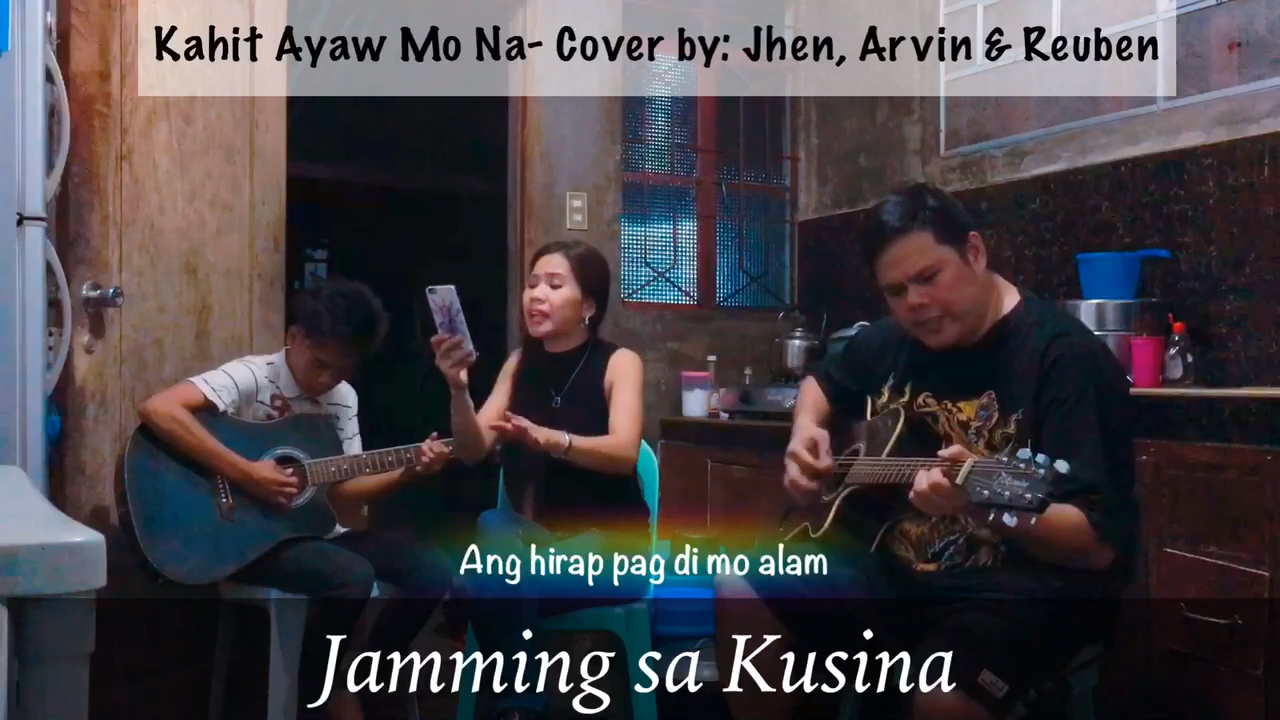 Kahit Ayaw Mo Na- Cover by: Jhen, Arvin & Reuben
Ang hirap pag di mo alam
Jamming sa Kusina